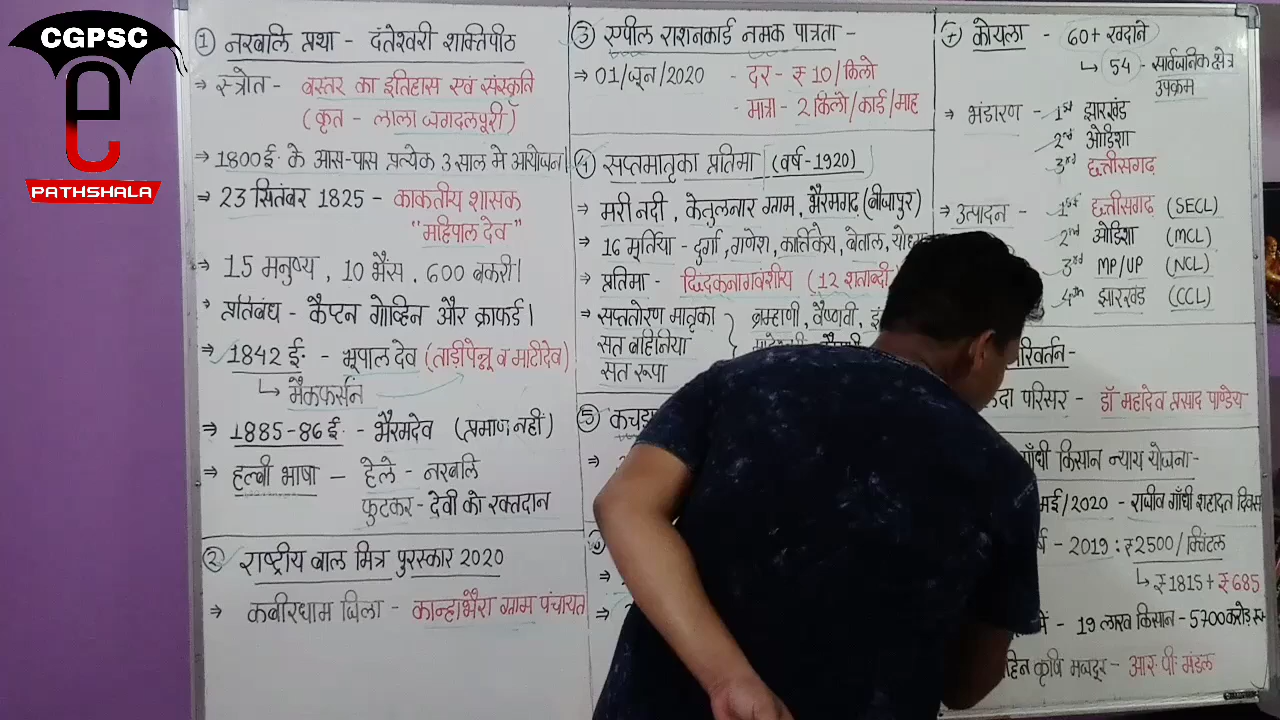 CGPSC
e
PATHSHALA
① नरबलि प्रथा - दंतेश्वरी शाक्तिपीठ
⇒ स्त्रोत - बस्तर का इतिहास एवं संस्कृति
(कृत - लाला जगदलपूरी)
⇒ 1800ई. के आस-पास प्रत्येक 3 साल मे आयोजन।
⇒ 23 सितंबर 1825 - काकतीय शासक
"महिपाल देव"
⇒ 15 मनुष्य, 10 भैंस, 600 बकरी।
⇒ प्रतिबंध - कैप्टन गोव्हिन और क्राफर्ड।
⇒ 1842 ई. - भूपाल देव (ताड़ीपेन्नू व माटीदेव)
↳ मैकफर्सन
⇒ 1885-86 ई. - भैरमदेव (प्रमाण नहीं)
⇒ हल्बी भाषा - हेले - नरबलि
फुटकर - देवी को रक्तदान
② राष्ट्रीय बाल मित्र पुरस्कार 2020
⇒ कबीरधाम जिला - कान्हाभैरा ग्राम पंचायत
③ एपील राशनकार्ड नमक पात्रता -
⇒ 01/जून/2020 - दर - ₹10/किलो
- मात्रा - 2 किलो/कार्ड/माह
④ सप्तमातृका प्रतिमा (वर्ष-1920)
⇒ मरी नदी, केतुलनार ग्राम, भैरमगढ़ (बीजापुर)
⇒ 16 मूर्तियाँ - दुर्गा, गणेश, कार्तिकेय, बेताल,
⇒ प्रतिमा - छिंदकनागवंशीय (12 शताब्दी
⇒ सप्ततोरण मातृका } ब्रम्हाणी, वैष्णवी,
सत बहिनिया
सत रूपा
⑤
⑦ कोयला - 60+ खदाने
↳ 54 - सार्वजनिक क्षेत्र
उपक्रम
⇒ भंडारण - 1st झारखंड
2nd ओडिशा
3rd छत्तीसगढ़
⇒ उत्पादन - 1st छत्तीसगढ़ (SECL)
2nd ओडिशा (MCL)
3rd MP/UP (NCL)
4th झारखंड (CCL)
रिवर्तन-
परिसर - डॉ महादेव प्रसाद पाण्डेय
गाँधी किसान न्याय योजना-
मई/2020 - राजीव गाँधी शहादत दिवस
- 2019 : ₹2500/क्विंटल
↳ ₹1815 + ₹685
में - 19 लाख किसान - 5700 करोड़ रू.
कृषि मजदूर - आर.पी. मंडल